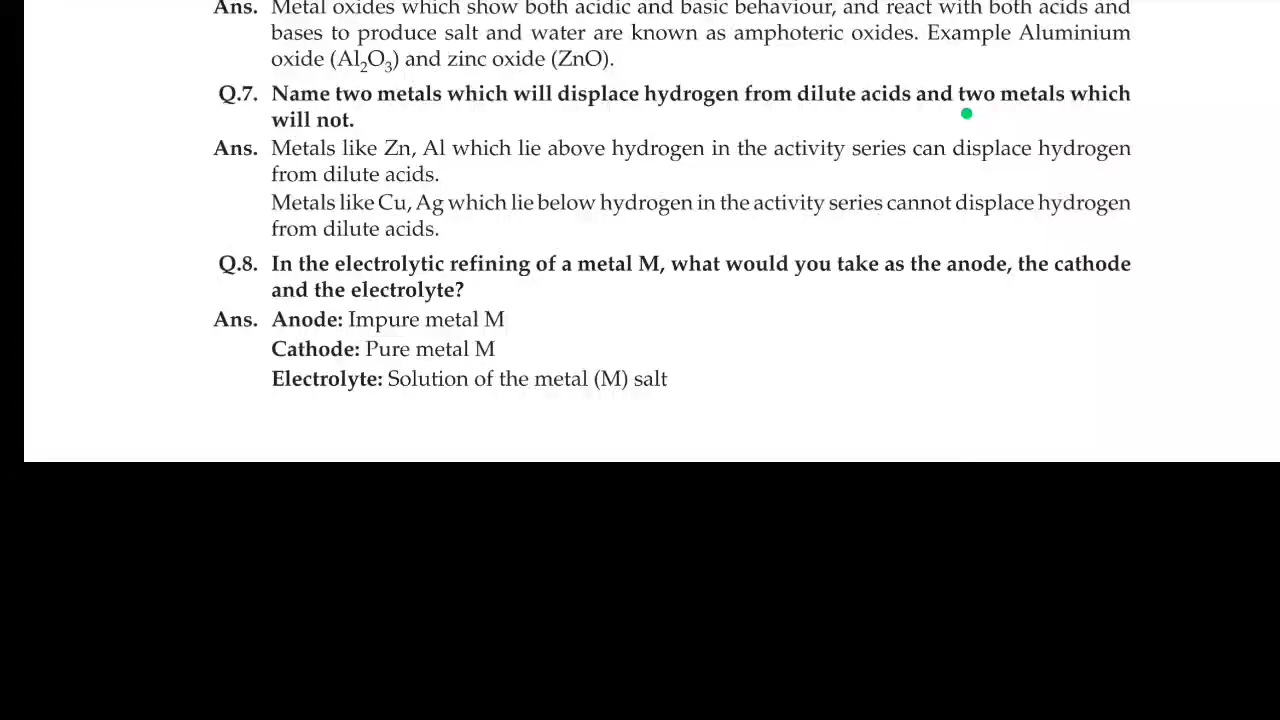 Ans. Metal oxides which show both acidic and basic behaviour, and react with both acids and
bases to produce salt and water are known as amphoteric oxides. Example Aluminium
oxide (Al₂O₃) and zinc oxide (ZnO).
Q.7. Name two metals which will displace hydrogen from dilute acids and two metals which
will not.
Ans. Metals like Zn, Al which lie above hydrogen in the activity series can displace hydrogen
from dilute acids.
Metals like Cu, Ag which lie below hydrogen in the activity series cannot displace hydrogen
from dilute acids.
Q.8. In the electrolytic refining of a metal M, what would you take as the anode, the cathode
and the electrolyte?
Ans. Anode: Impure metal M
Cathode: Pure metal M
Electrolyte: Solution of the metal (M) salt